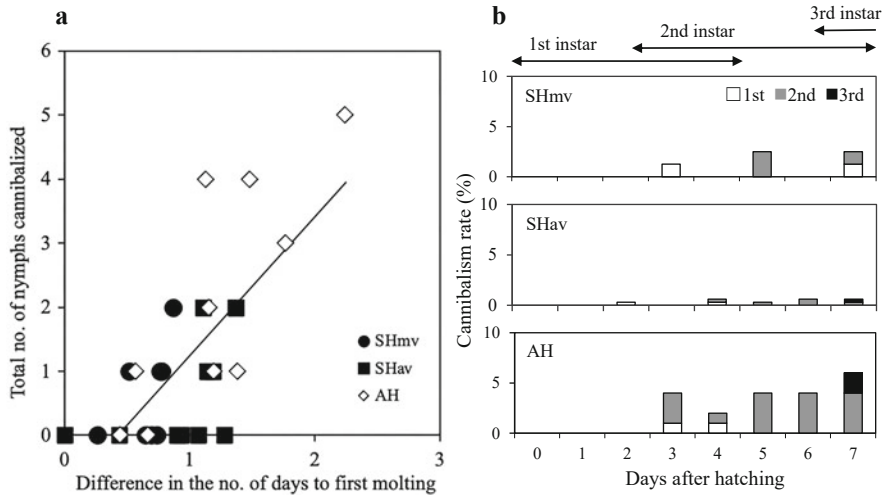 a
6
5
4
3
2
1
0
Total no. of nymphs cannibalized
SHmv
SHav
AH
0
1
2
3
Difference in the no. of days to first molting
b
3rd instar
2nd instar
1st instar
10
5
0
SHmv
1st 2nd 3rd
10
5
0
SHav
10
5
0
AH
Cannibalism rate (%)
0 1 2 3 4 5 6 7
Days after hatching